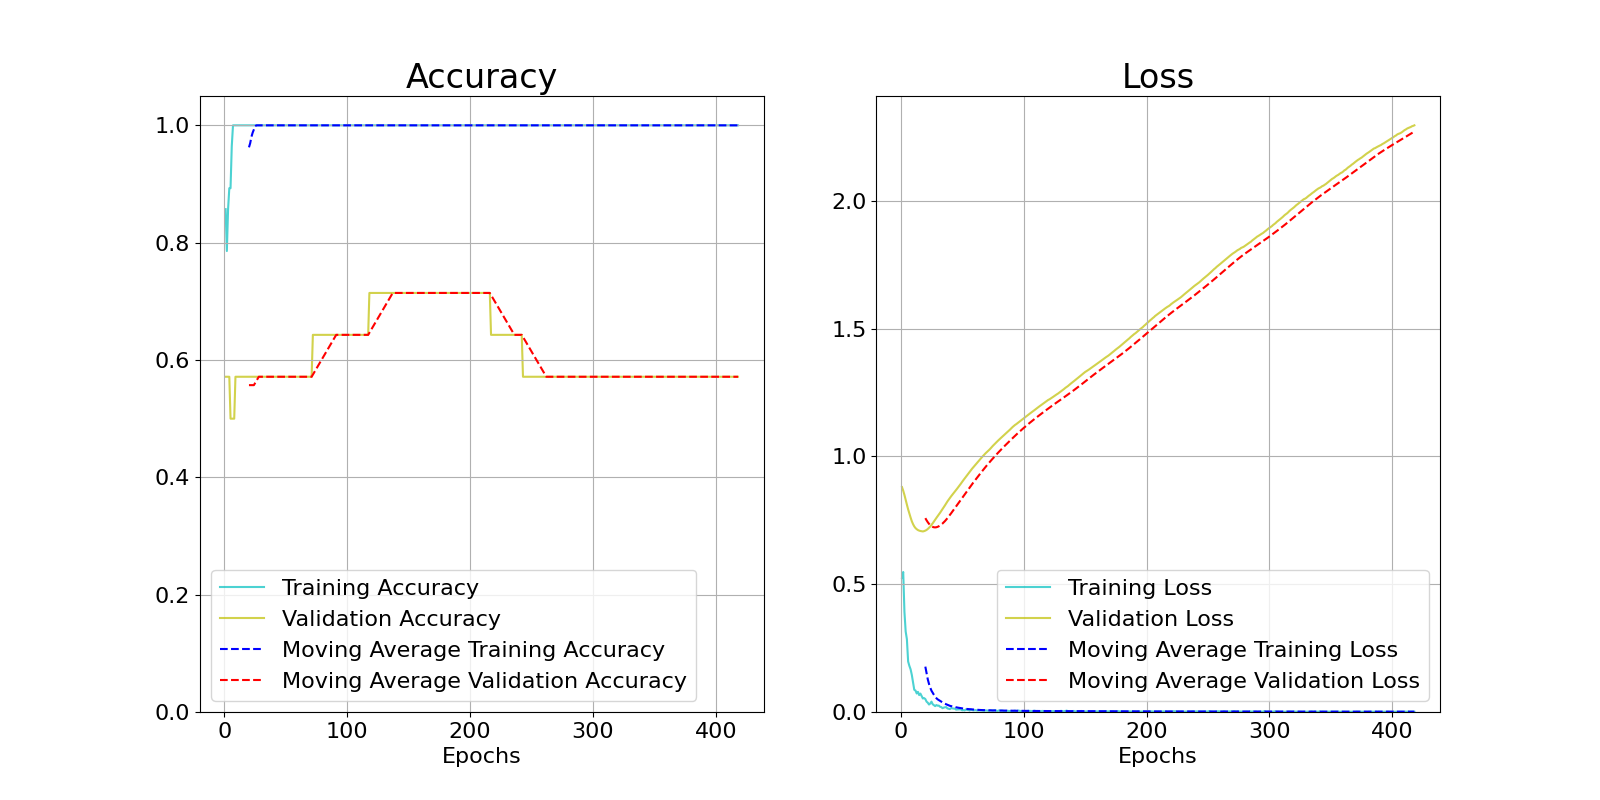 Accuracy
1.0
0.8
0.6
0.4
0.2
0.0
Training Accuracy
Validation Accuracy
Moving Average Training Accuracy
Moving Average Validation Accuracy
0 100 200 300 400
Epochs
Loss
2.0
1.5
1.0
0.5
0.0
Training Loss
Validation Loss
Moving Average Training Loss
Moving Average Validation Loss
0 100 200 300 400
Epochs